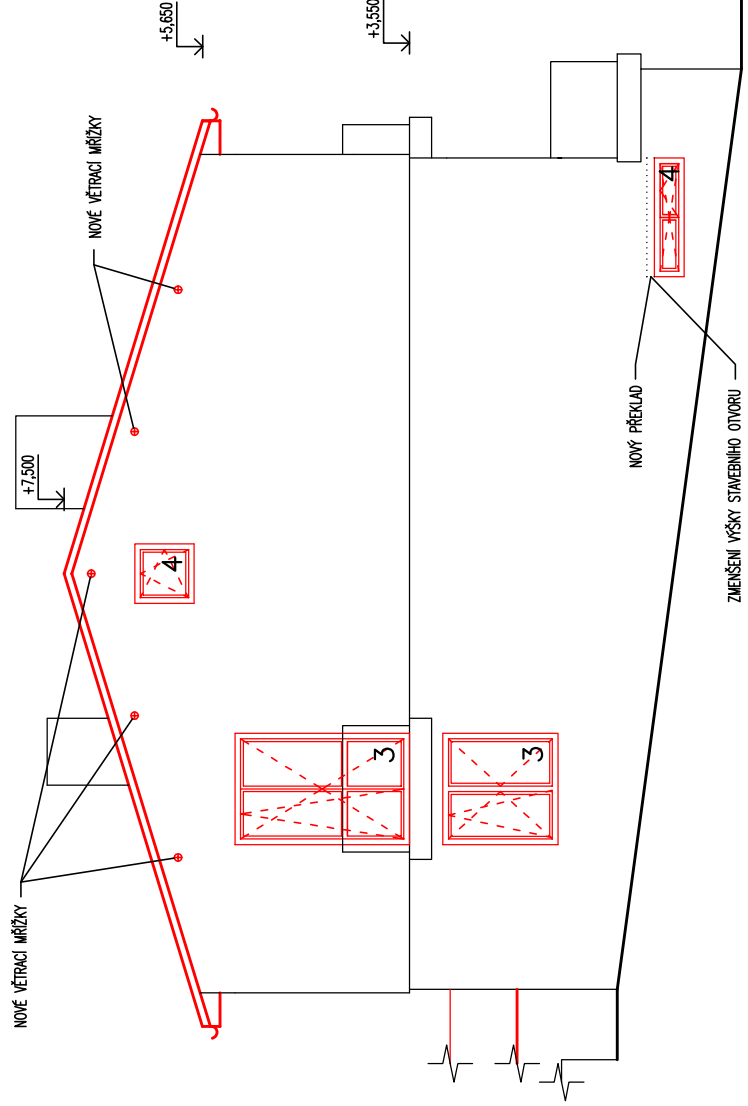 NOVÉ VĚTRACÍ MŘÍŽKY
+7,500
NOVÉ VĚTRACÍ MŘÍŽKY
+5,650
+3,550
4
3
3
4
NOVÝ PŘEKLAD
ZMENŠENÍ VÝŠKY STAVEBNÍHO OTVORU